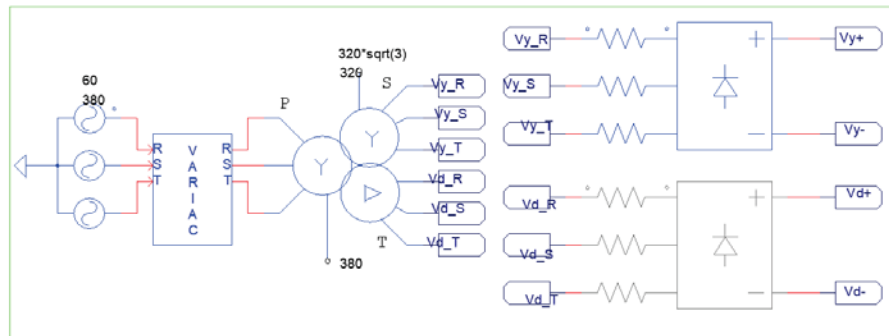 60
380
R
S
T
V
A
R
I
A
C
R
S
T
P
Y
380
320*sqrt(3)
320
S
Y
T
Vy_R
Vy_S
Vy_T
Vd_R
Vd_S
Vd_T
Vy_R
Vy_S
Vy_T
+
−
Vy+
Vy-
Vd_R
Vd_S
Vd_T
+
−
Vd+
Vd-